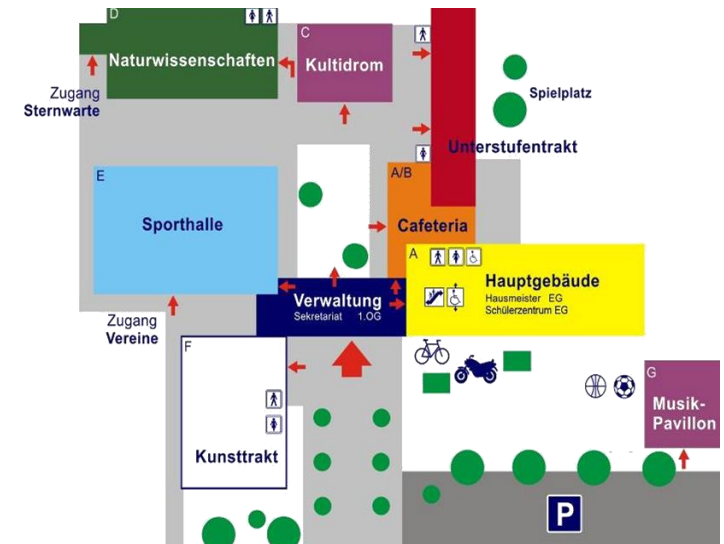 D
Naturwissenschaften
C
Kultidrom
Zugang
Sternwarte
Spielplatz
Unterstufentrakt
E
Sporthalle
A/B
Cafeteria
A
Hauptgebäude
Hausmeister EG
Schülerzentrum EG
Verwaltung
Sekretariat 1.OG
Zugang
Vereine
F
Kunsttrakt
G
Musik-
Pavillon
P